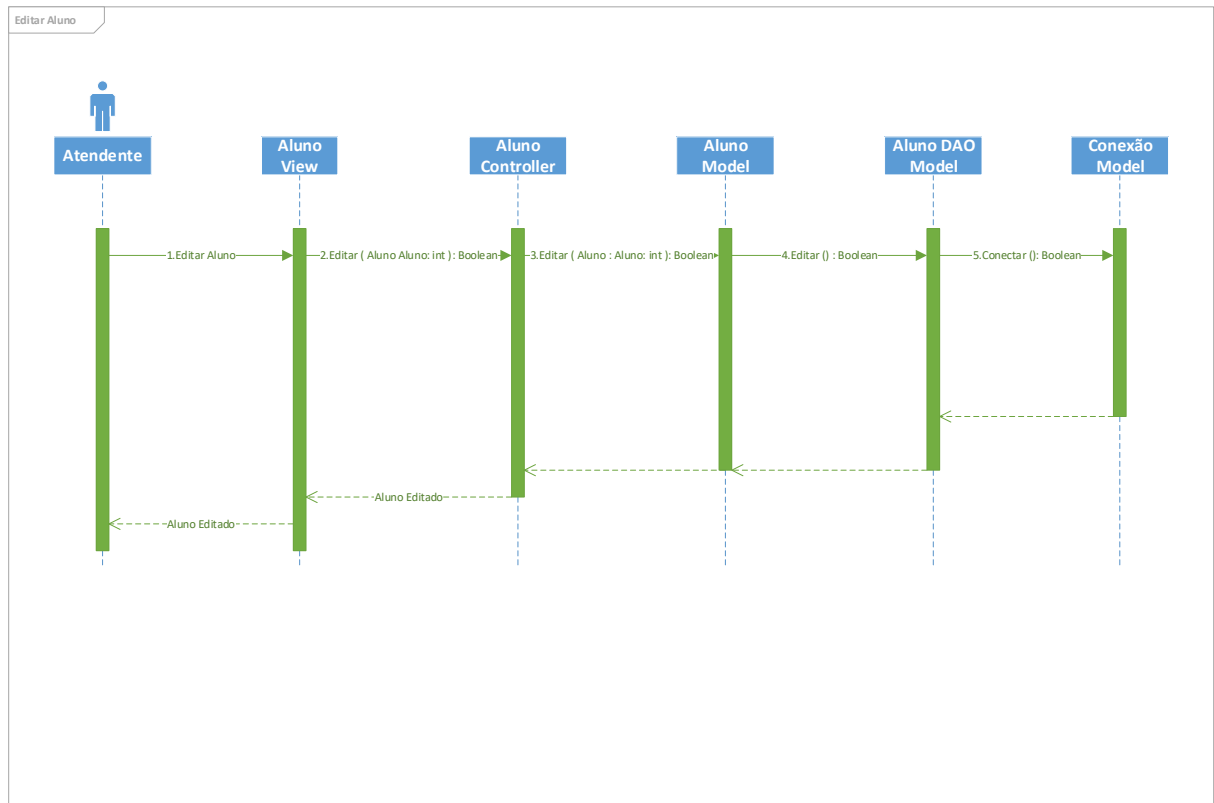 Editar Aluno
Atendente
Aluno
View
Aluno
Controller
Aluno
Model
Aluno DAO
Model
Conexão
Model
1.Editar Aluno
2.Editar ( Aluno Aluno: int ): Boolean
3.Editar ( Aluno : Aluno: int ): Boolean
4.Editar () : Boolean
5.Conectar (): Boolean
Aluno Editado
Aluno Editado